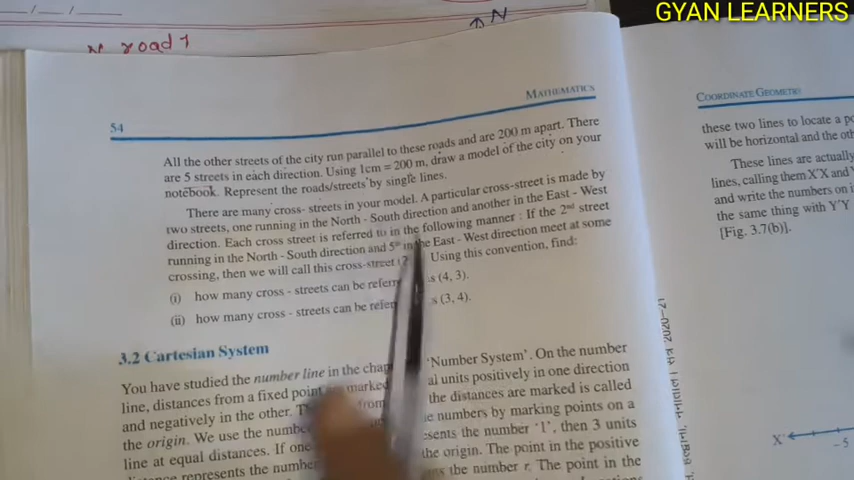 GYAN LEARNERS
N
N road 1
MATHEMATICS
54
All the other streets of the city run parallel to these roads and are 200 m apart. There
are 5 streets in each direction. Using 1cm = 200 m, draw a model of the city on your
notebook. Represent the roads/streets by single lines.
There are many cross- streets in your model. A particular cross-street is made by
two streets, one running in the North - South direction and another in the East - West
direction. Each cross street is referred to in the following manner : If the 2nd street
running in the North - South direction and 5th in the East - West direction meet at some
crossing, then we will call this cross-street (2 Using this convention, find:
(i) how many cross - streets can be referr s (4, 3).
(ii) how many cross - streets can be refer s (3, 4).
3.2 Cartesian System
You have studied the number line in the chap 'Number System'. On the number
line, distances from a fixed point marked al units positively in one direction
and negatively in the other. from the distances are marked is called
the origin. We use the numb e numbers by marking points on a
line at equal distances. If one esents the number '1', then 3 units
distance represents the number the origin. The point in the positive
the number r. The point in the
COORDINATE GEOMETR
these two lines to locate a po
will be horizontal and the oth
These lines are actually
lines, calling them X'X and
and write the numbers on
the same thing with Y'Y
[Fig. 3.7(b)].
X'
-5